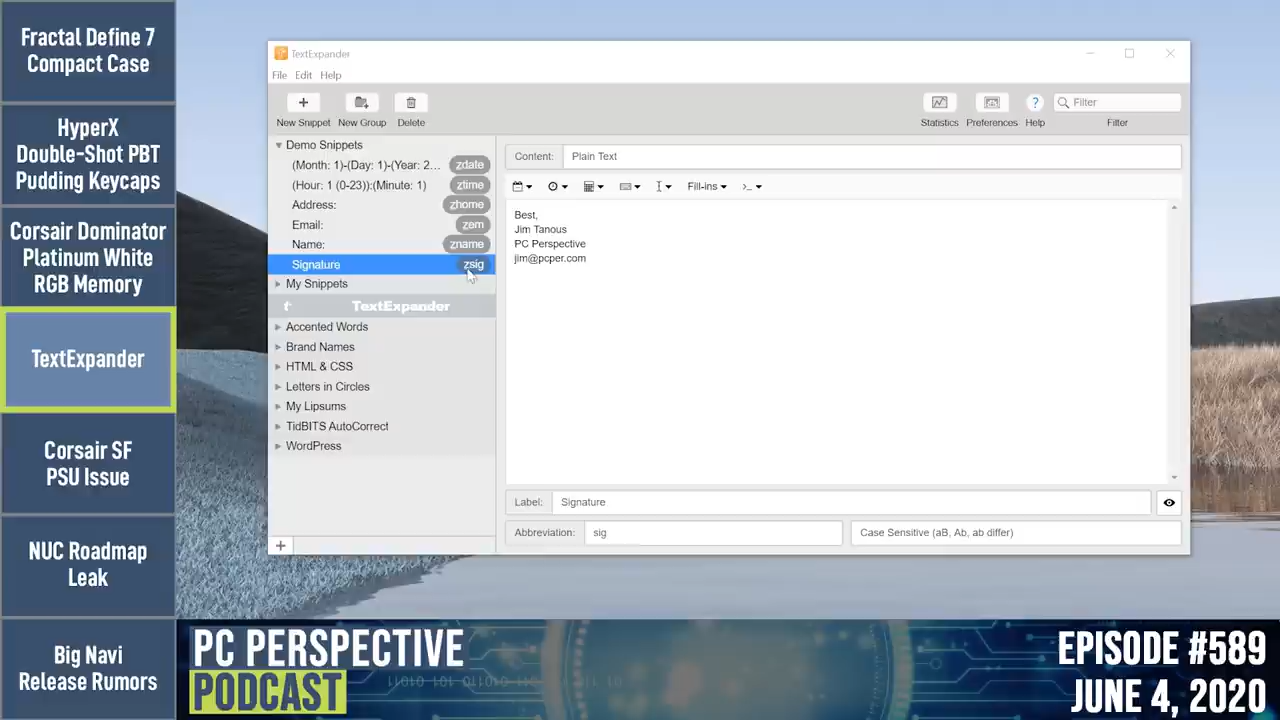 Fractal Define 7
Compact Case
HyperX
Double-Shot PBT
Pudding Keycaps
Corsair Dominator
Platinum White
RGB Memory
TextExpander
Corsair SF
PSU Issue
NUC Roadmap
Leak
Big Navi
Release Rumors
TextExpander
File Edit Help
New Snippet New Group Delete
Statistics Preferences Help Filter
Filter
Demo Snippets
(Month: 1)-(Day: 1)-(Year: 2... zdate
(Hour: 1 (0-23)):(Minute: 1) ztime
Address: zhome
Email: zem
Name: zname
Signature zsig
My Snippets
TextExpander
Accented Words
Brand Names
HTML & CSS
Letters in Circles
My Lipsums
TidBITS AutoCorrect
WordPress
Content: Plain Text
Fill-ins
Best,
Jim Tanous
PC Perspective
jim@pcper.com
Label: Signature
Abbreviation: sig Case Sensitive (aB, Ab, ab differ)
PC PERSPECTIVE
PODCAST
EPISODE #589
JUNE 4, 2020